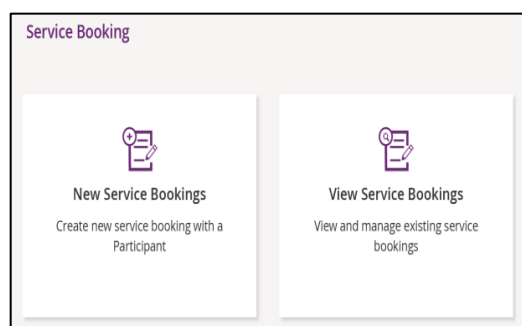 Service Booking
New Service Bookings
Create new service booking with a
Participant
View Service Bookings
View and manage existing service
bookings